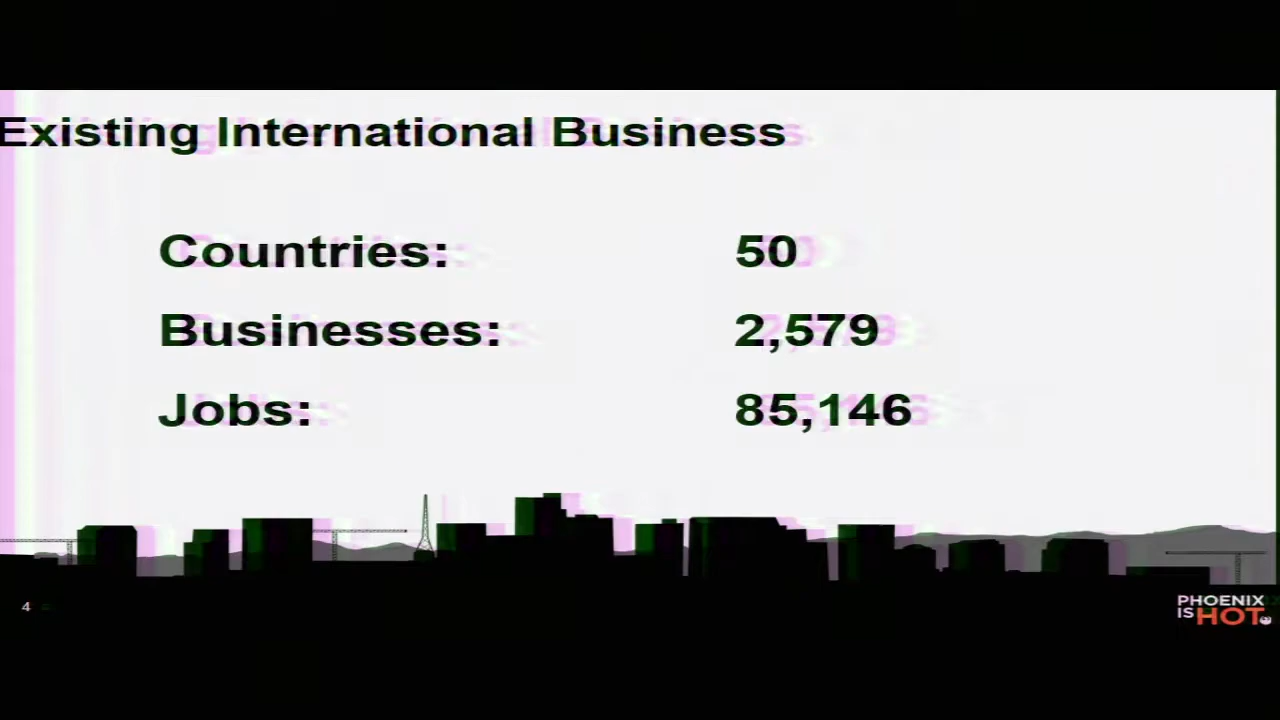 Existing International Business
Countries: 50
Businesses: 2,579
Jobs: 85,146
4
PHOENIX
IS HOT